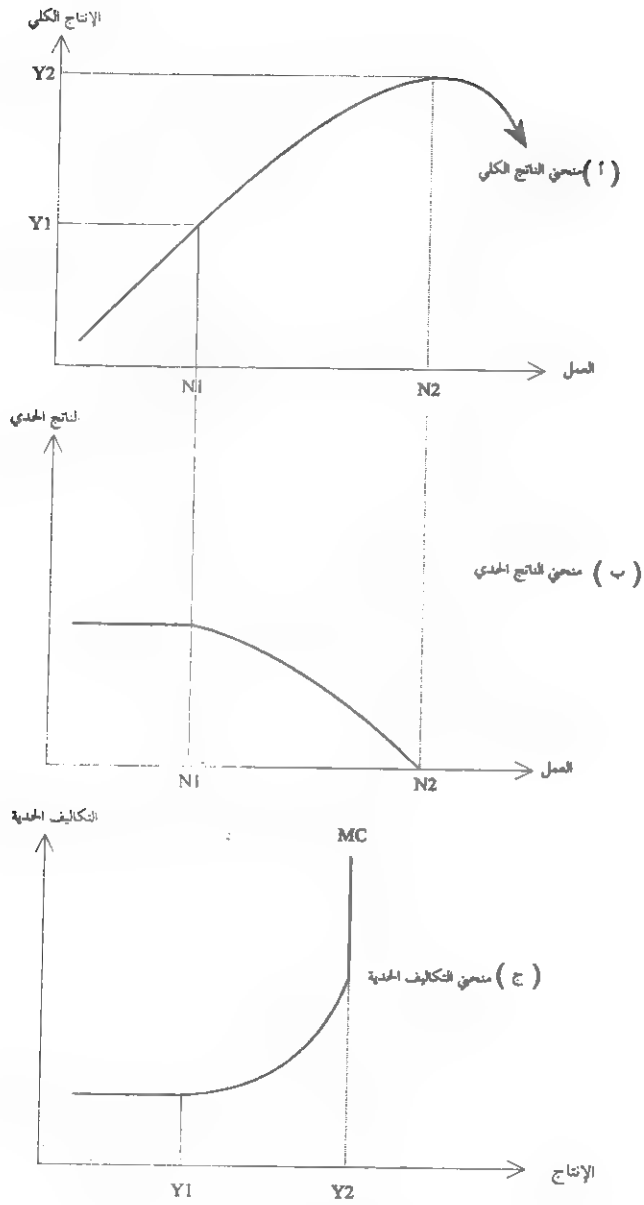 الإنتاج الكلي
Y2
( أ ) منحنى الناتج الكلي
Y1
العمل
N1
N2
الناتج الحدي
( ب ) منحنى الناتج الحدي
العمل
N1
N2
التكاليف الحدية
MC
( ج ) منحنى التكاليف الحدية
الإنتاج
Y1
Y2